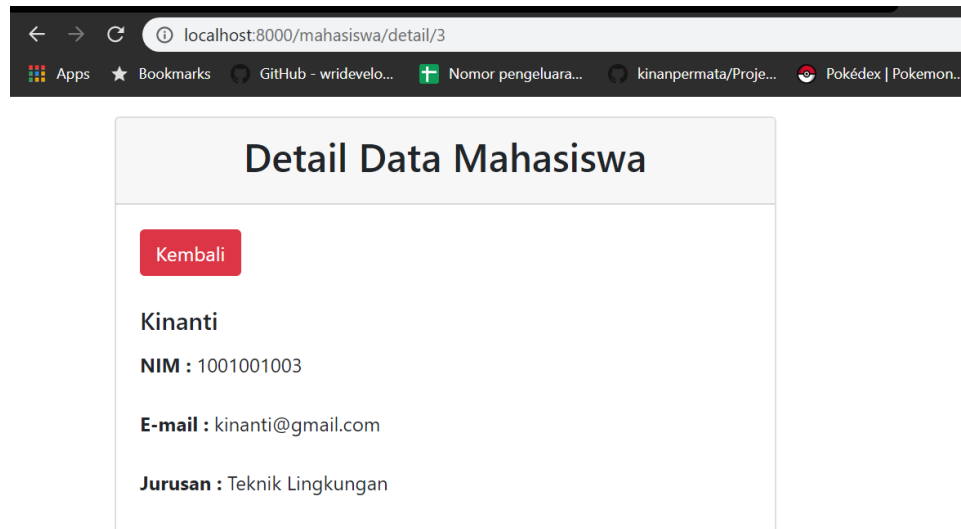 localhost:8000/mahasiswa/detail/3
Apps Bookmarks GitHub - wridevelo... Nomor pengeluara... kinanpermata/Proje... Pokédex | Pokemon...
Detail Data Mahasiswa
Kembali
Kinanti
NIM : 1001001003
E-mail : kinanti@gmail.com
Jurusan : Teknik Lingkungan